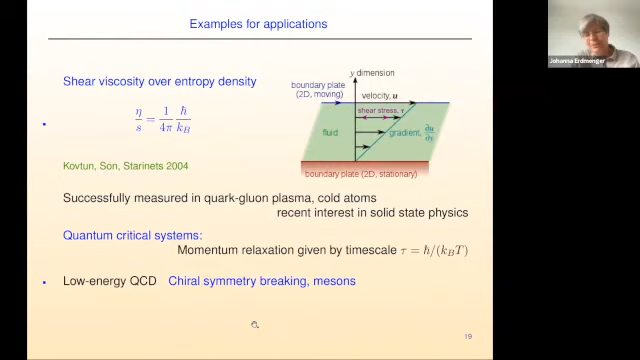 Examples for applications
Johanna Erdmenger
Shear viscosity over entropy density
η/s = 1/4π ħ/k_B
Kovtun, Son, Starinets 2004
y dimension
boundary plate
(2D, moving)
velocity, u
shear stress, τ
fluid
gradient, ∂u/∂y
boundary plate (2D, stationary)
Successfully measured in quark-gluon plasma, cold atoms
recent interest in solid state physics
Quantum critical systems:
Momentum relaxation given by timescale τ = ħ/(k_BT)
Low-energy QCD Chiral symmetry breaking, mesons
19